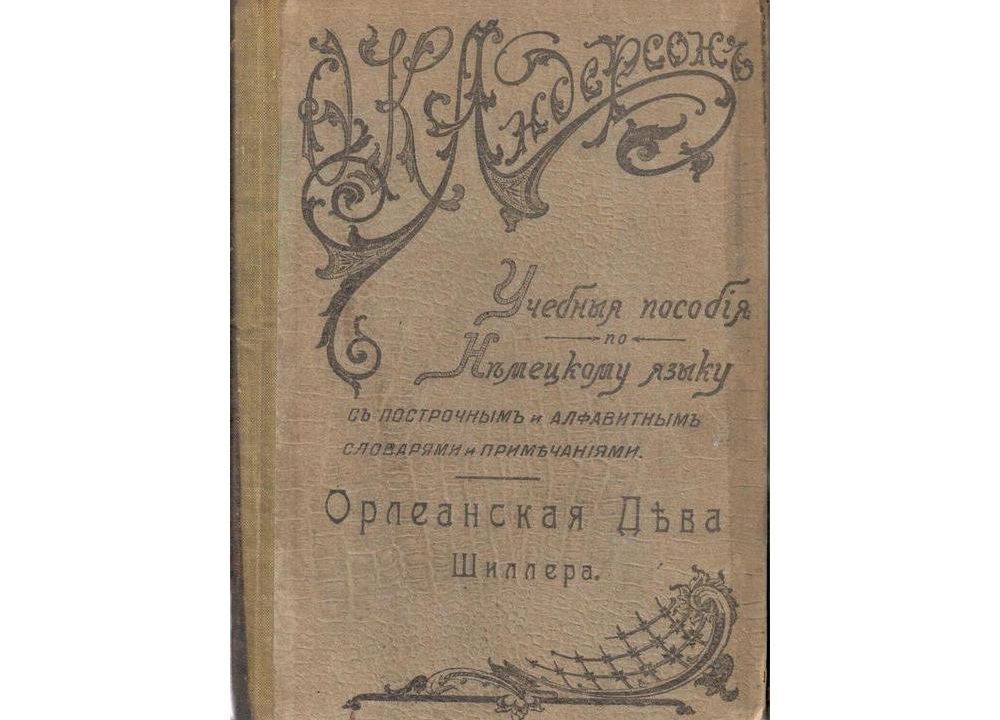 О К Андерсонъ
Учебныя пособія
по
Нѣмецкому языку
съ построчнымъ и алфавитнымъ
словарями и примѣчаніями.
Орлеанская Дѣва
Шиллера.